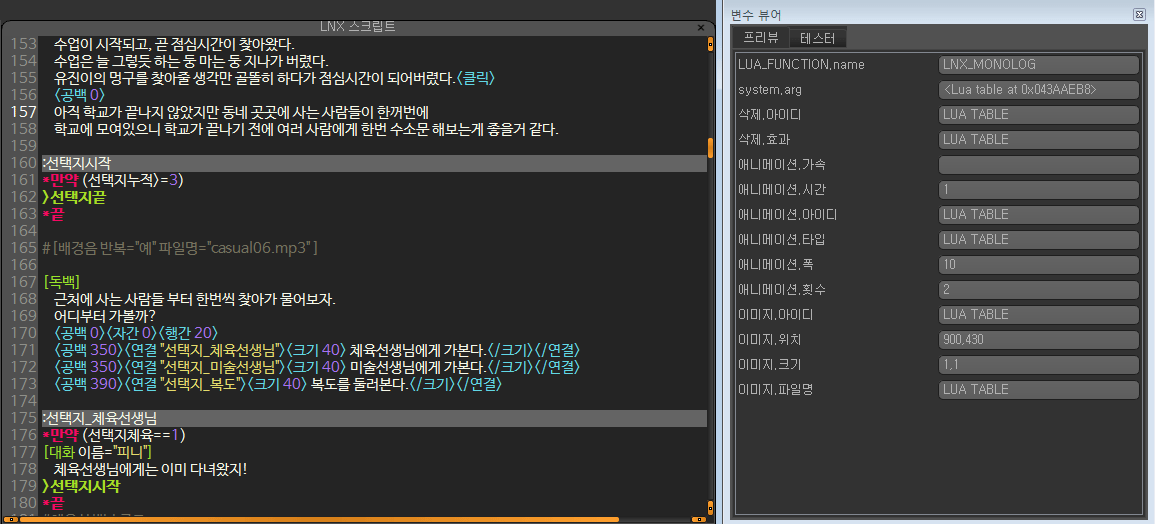 LNX 스크립트
153 수업이 시작되고, 곧 점심시간이 찾아왔다.
154 수업은 늘 그렇듯 하는 둥 마는 둥 지나가 버렸다.
155 유진이의 멍구를 찾아줄 생각만 골똘히 하다가 점심시간이 되어버렸다.<클릭>
156 <공백 0>
157 아직 학교가 끝나지 않았지만 동네 곳곳에 사는 사람들이 한꺼번에
158 학교에 모여있으니 학교가 끝나기 전에 여러 사람에게 한번 수소문 해보는게 좋을거 같다.
159
160 :선택지시작
161 *만약 (선택지누적>=3)
162 >선택지끝
163 *끝
164
165 # [배경음 반복="예" 파일명="casual06.mp3" ]
166
167 [독백]
168 근처에 사는 사람들 부터 한번씩 찾아가 물어보자.
169 어디부터 가볼까?
170 <공백 0><자간 0><행간 20>
171 <공백 350><연결 "선택지_체육선생님"><크기 40> 체육선생님에게 가본다.</크기></연결>
172 <공백 350><연결 "선택지_미술선생님"><크기 40> 미술선생님에게 가본다.</크기></연결>
173 <공백 390><연결 "선택지_복도"><크기 40> 복도를 둘러본다.</크기></연결>
174
175 :선택지_체육선생님
176 *만약 (선택지체육==1)
177 [대화 이름="피니"]
178 체육선생님에게는 이미 다녀왔지!
179 >선택지시작
180 *끝
변수 뷰어
프리뷰 테스터
LUA_FUNCTION.name LNX_MONOLOG
system.arg <Lua table at 0x043AAEB8>
삭제.아이디 LUA TABLE
삭제.효과 LUA TABLE
애니메이션.가속
애니메이션.시간 1
애니메이션.아이디 LUA TABLE
애니메이션.타입 LUA TABLE
애니메이션.폭 10
애니메이션.횟수 2
이미지.아이디 LUA TABLE
이미지.위치 900,430
이미지.크기 1,1
이미지.파일명 LUA TABLE